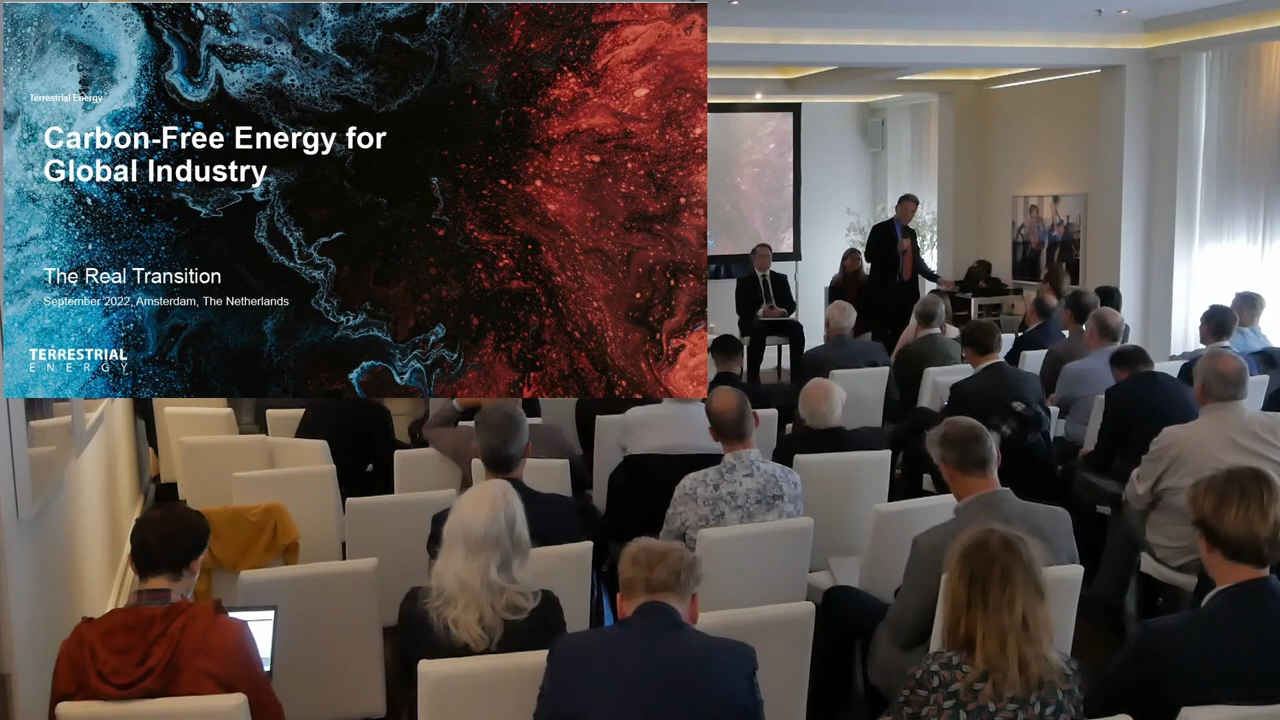 Terrestrial Energy
Carbon-Free Energy for
Global Industry
The Real Transition
September 2022, Amsterdam, The Netherlands
TERRESTRIAL
ENERGY